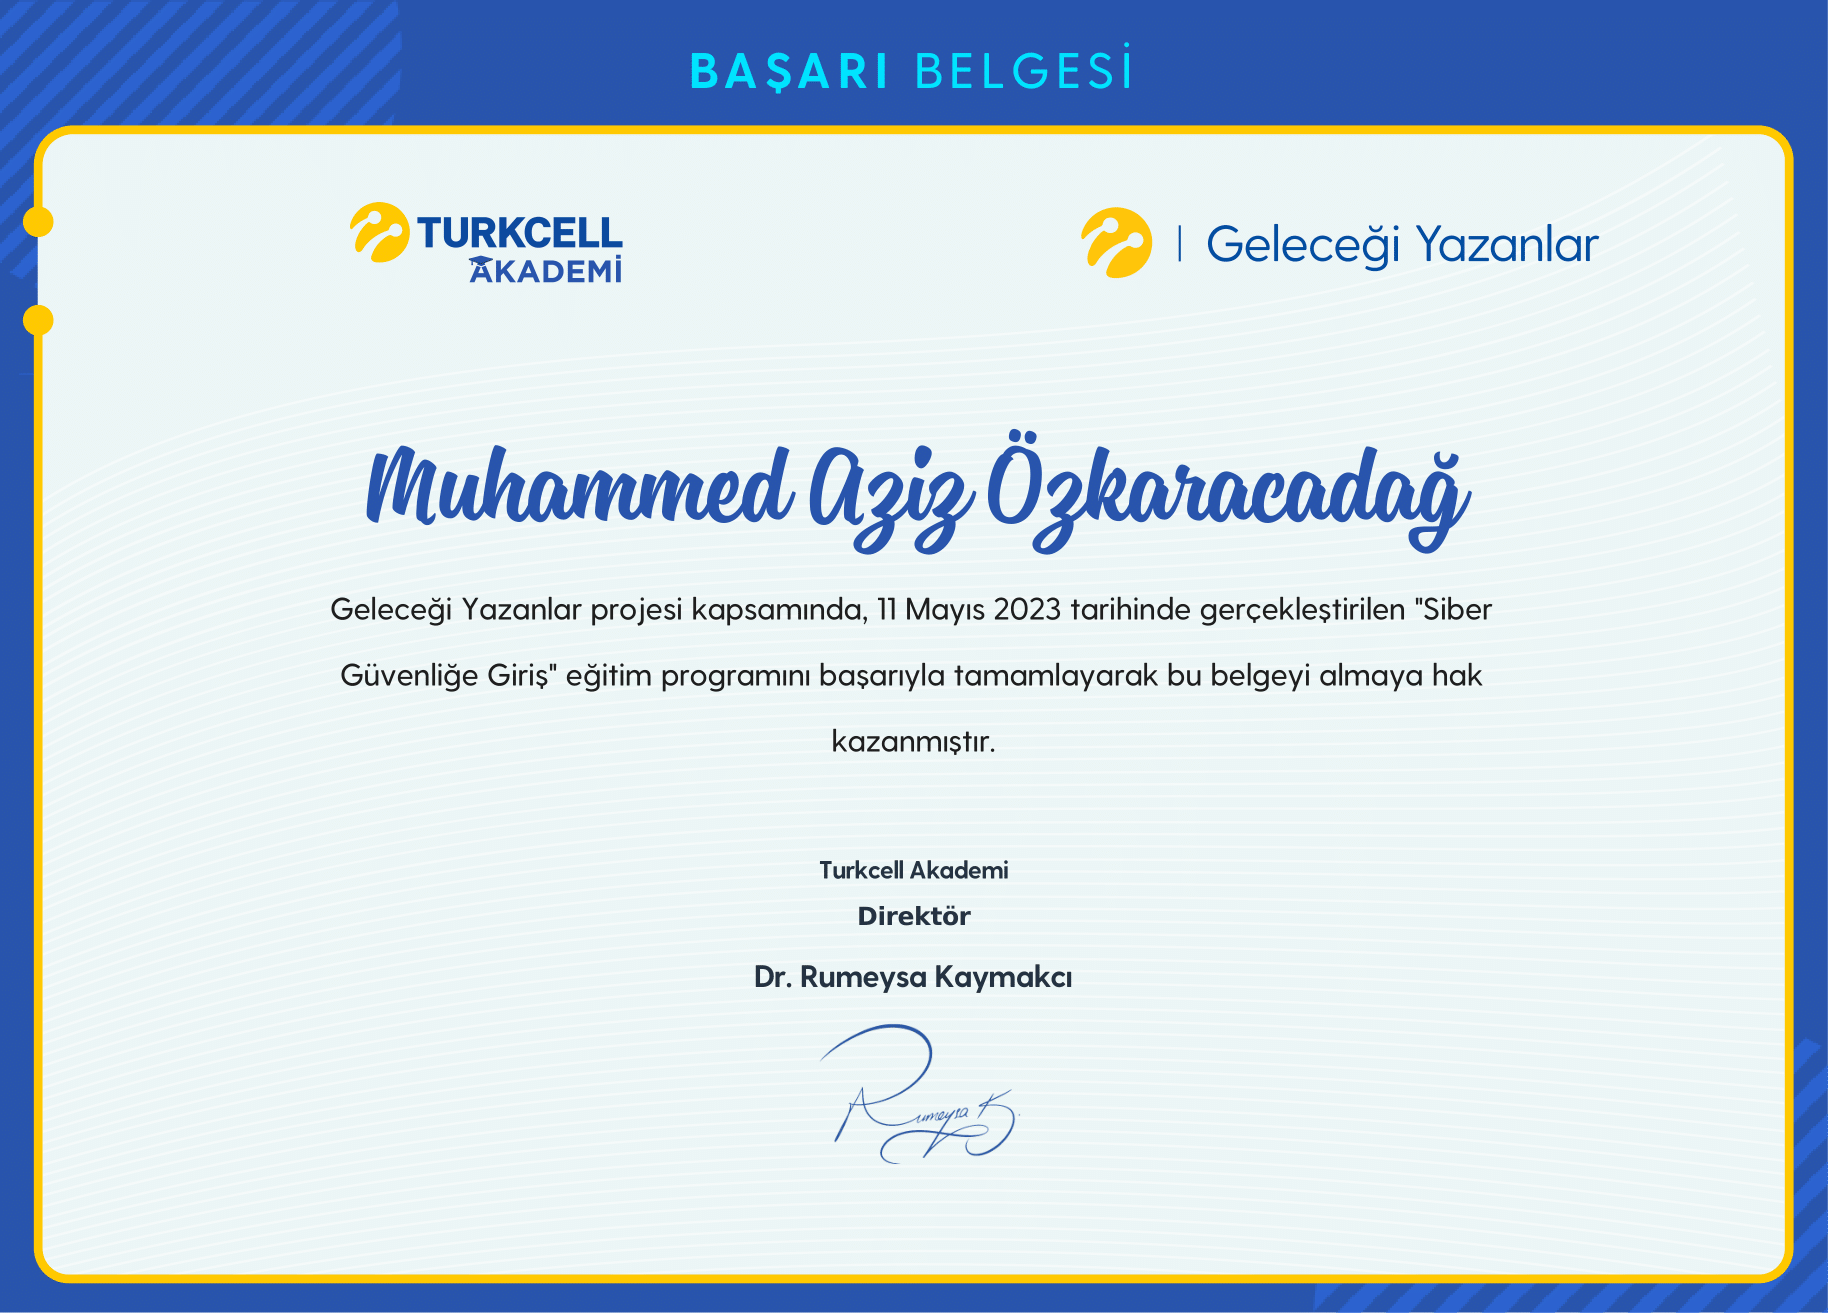 BAŞARI BELGESİ
TURKCELL
AKADEMİ
Geleceği Yazanlar
Muhammed Aziz Özkaracadağ
Geleceği Yazanlar projesi kapsamında, 11 Mayıs 2023 tarihinde gerçekleştirilen "Siber
Güvenliğe Giriş" eğitim programını başarıyla tamamlayarak bu belgeyi almaya hak
kazanmıştır.
Turkcell Akademi
Direktör
Dr. Rumeysa Kaymakcı
Rumeysa K.